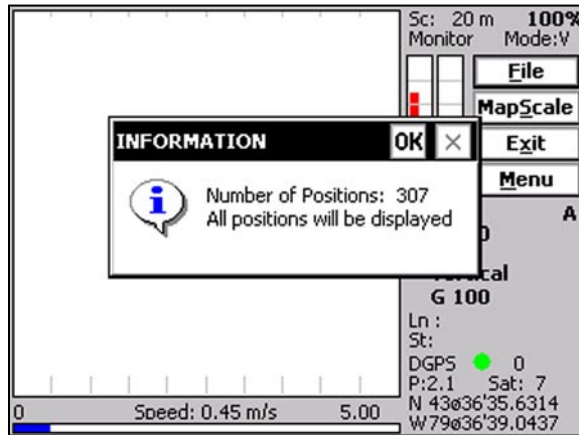 Sc: 20 m 100%
Monitor Mode:V
File
MapScale
Exit
Menu
INFORMATION OK ×
Number of Positions: 307
All positions will be displayed
A
G 100
Ln :
St:
DGPS 0
P:2.1 Sat: 7
N 43ø36'35.6314
W79ø36'39.0437
0 Speed: 0.45 m/s 5.00